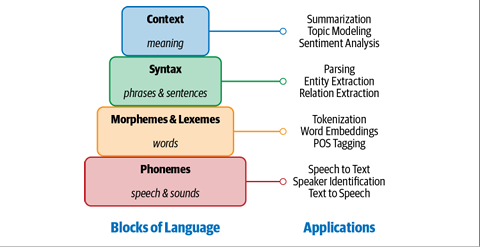 Context
meaning
Summarization
Topic Modeling
Sentiment Analysis
Syntax
phrases & sentences
Parsing
Entity Extraction
Relation Extraction
Morphemes & Lexemes
words
Tokenization
Word Embeddings
POS Tagging
Phonemes
speech & sounds
Speech to Text
Speaker Identification
Text to Speech
Blocks of Language
Applications